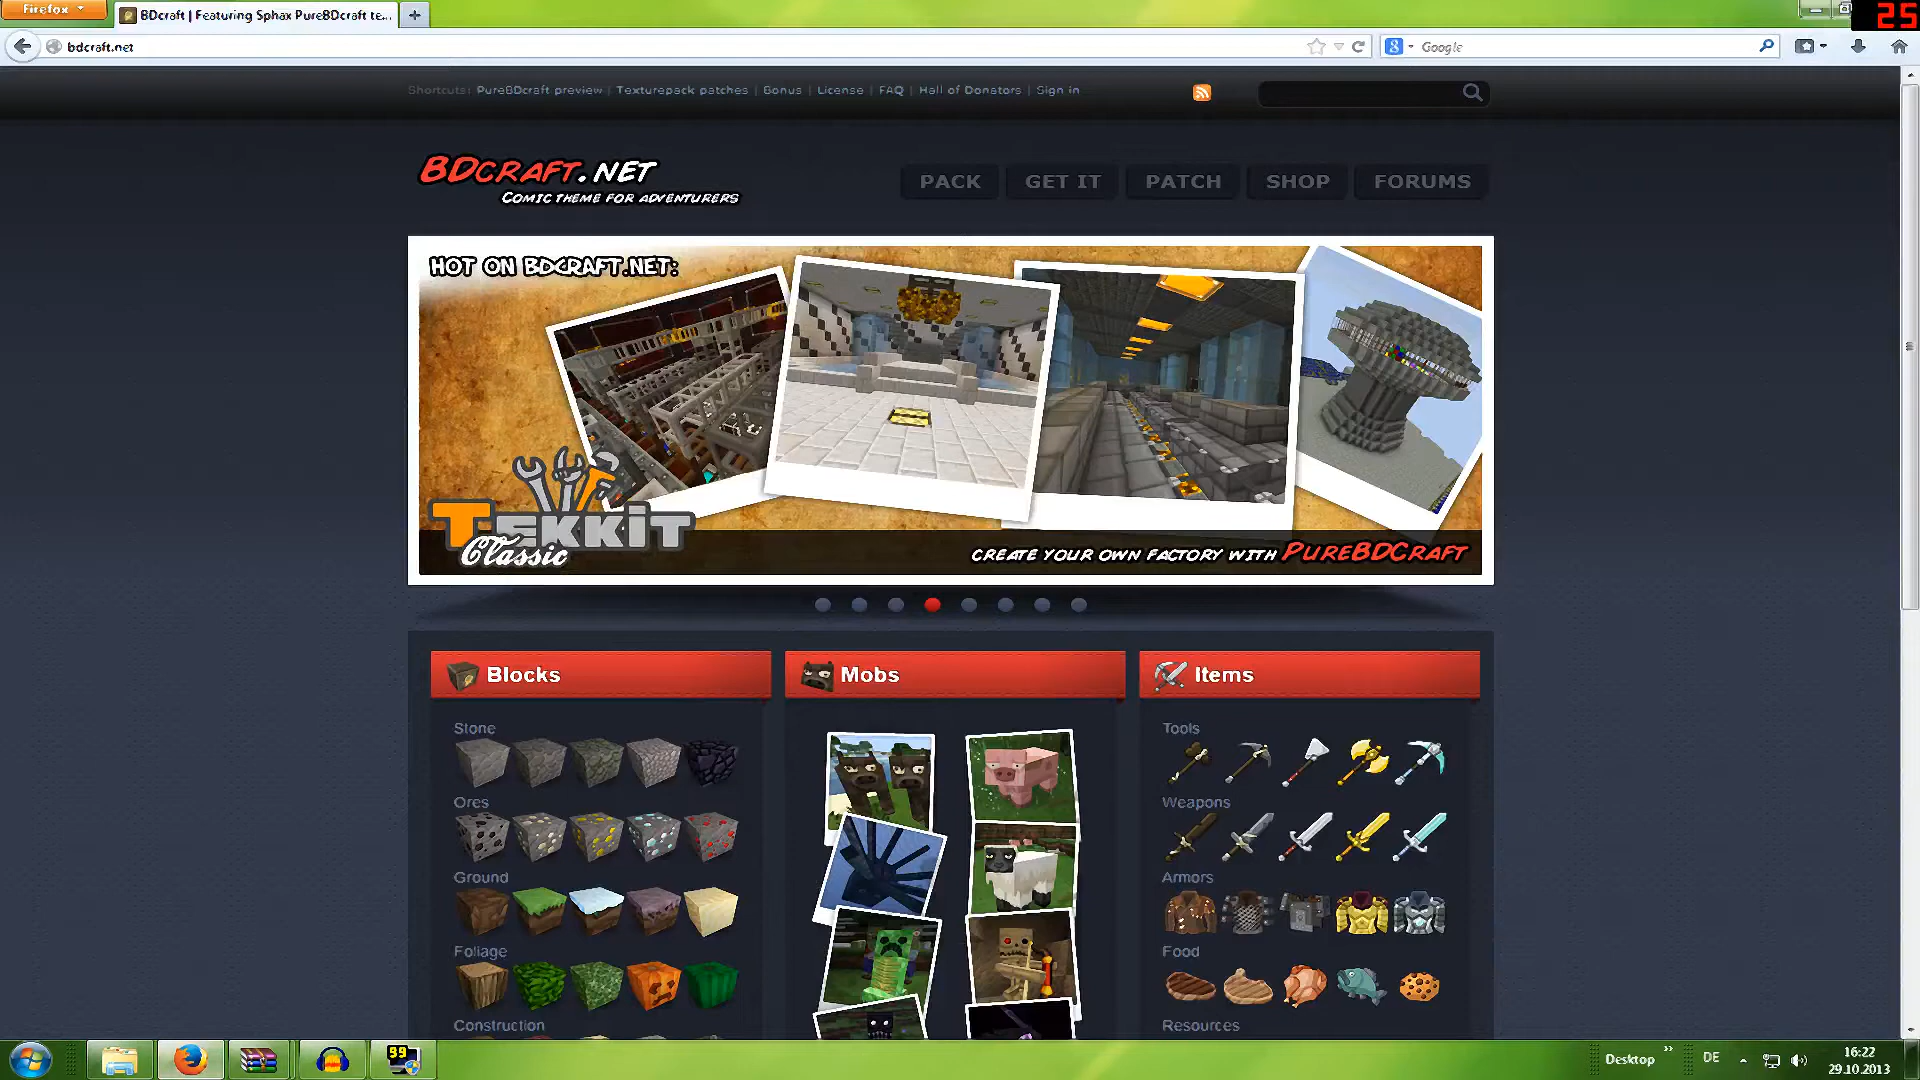 Firefox
BDcraft | Featuring Sphax PureBDcraft te...
25
bdcraft.net
Google
Shortcuts: PureBDcraft preview | Texturepack patches | Bonus | License | FAQ | Hall of Donators | Sign in
BDCRAFT.NET
COMIC THEME FOR ADVENTURERS
PACK
GET IT
PATCH
SHOP
FORUMS
HOT ON BDCRAFT.NET:
TEKKIT
Classic
CREATE YOUR OWN FACTORY WITH PUREBDCRAFT
Blocks
Mobs
Items
Stone
Tools
Ores
Weapons
Ground
Armors
Foliage
Food
Construction
Resources
99
Desktop
»
DE
16:22
29.10.2013